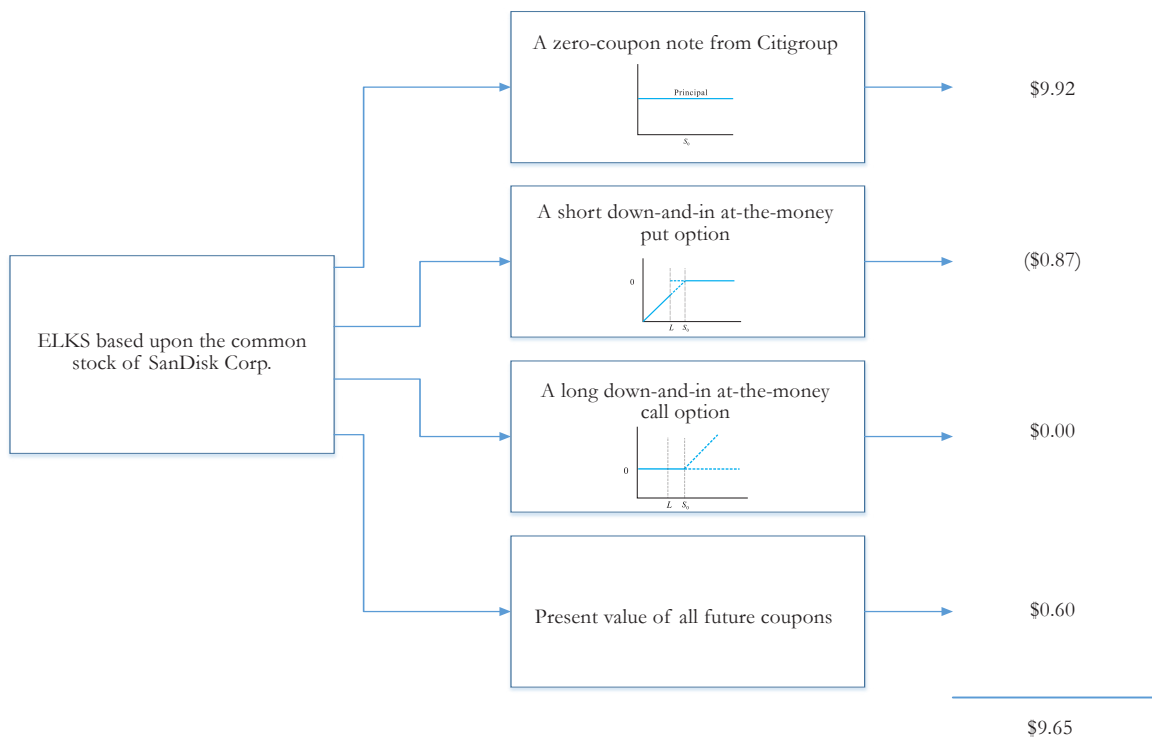 A zero-coupon note from Citigroup
Principal
S₀
$9.92
A short down-and-in at-the-money
put option
0
L S₀
($0.87)
ELKS based upon the common
stock of SanDisk Corp.
A long down-and-in at-the-money
call option
0
L S₀
$0.00
Present value of all future coupons
$0.60
$9.65